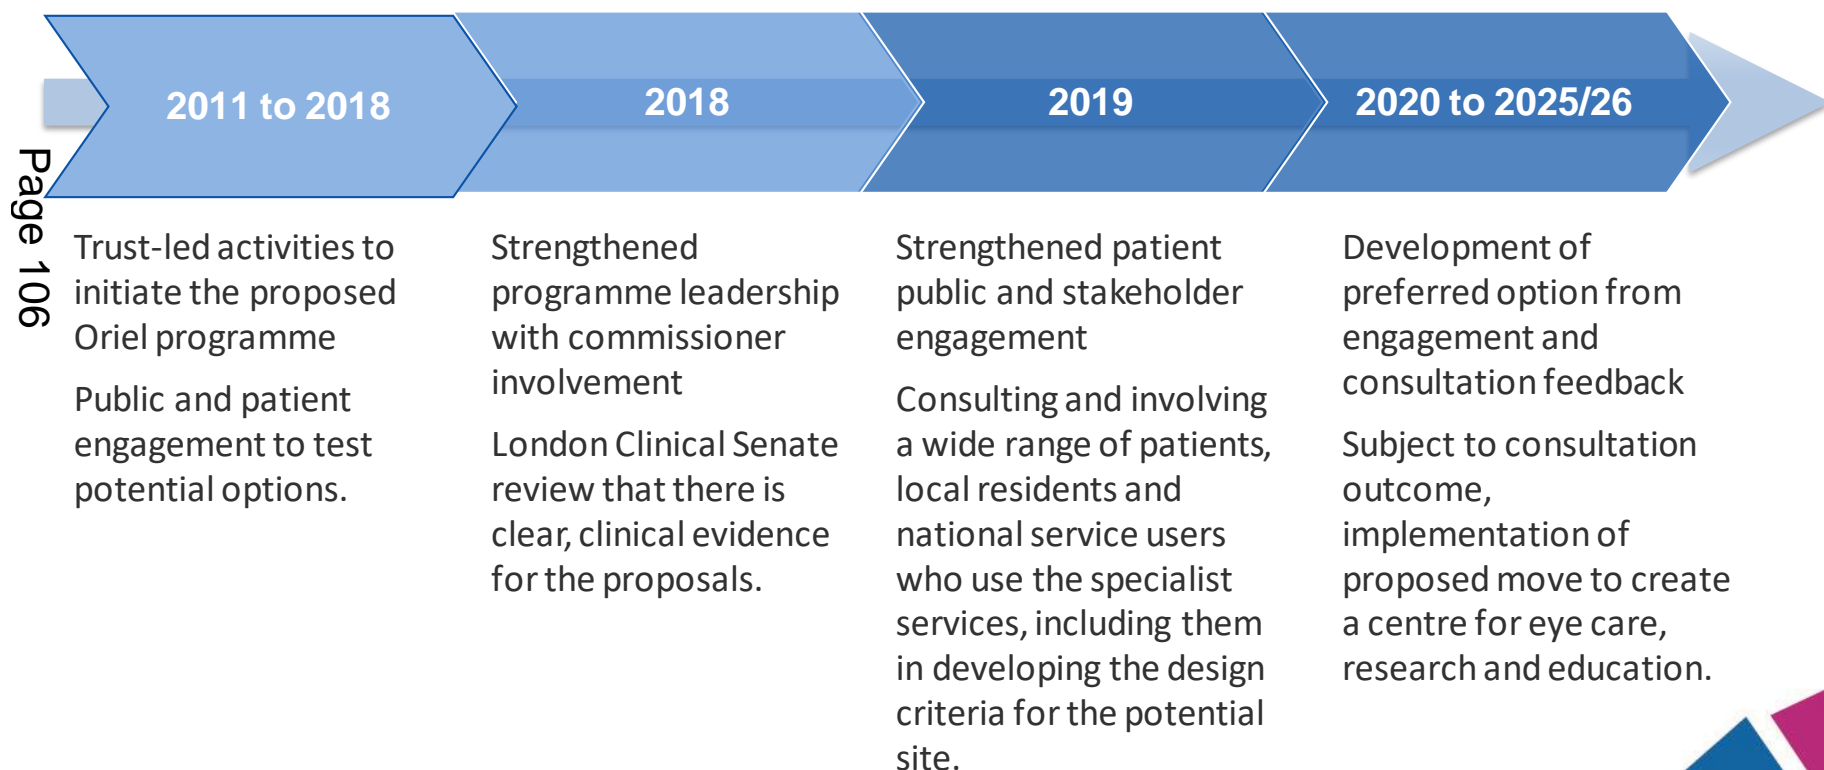 2011 to 2018
2018
2019
2020 to 2025/26
Page 106
Trust-led activities to
initiate the proposed
Oriel programme
Public and patient
engagement to test
potential options.
Strengthened
programme leadership
with commissioner
involvement
London Clinical Senate
review that there is
clear, clinical evidence
for the proposals.
Strengthened patient
public and stakeholder
engagement
Consulting and involving
a wide range of patients,
local residents and
national service users
who use the specialist
services, including them
in developing the design
criteria for the potential
site.
Development of
preferred option from
engagement and
consultation feedback
Subject to consultation
outcome,
implementation of
proposed move to create
a centre for eye care,
research and education.